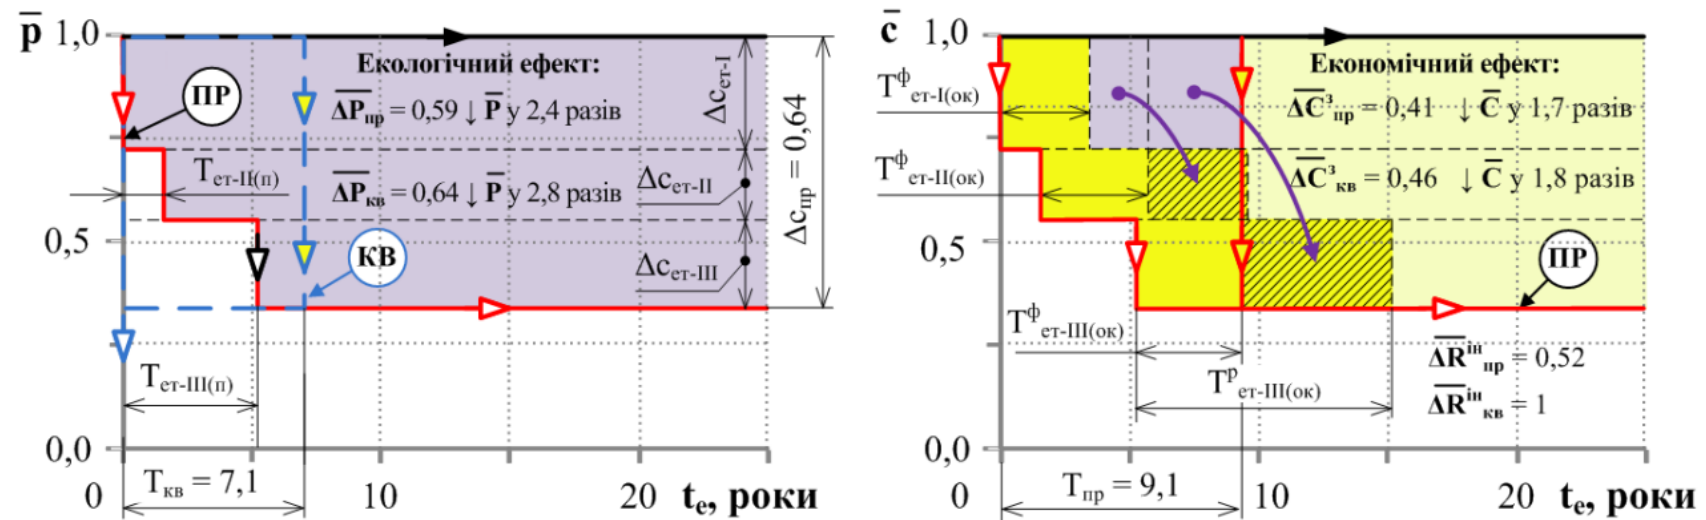 p̅ 1,0
Екологічний ефект:
ПР
ΔP̅пр = 0,59 ↓ P̅ у 2,4 разів
Δcет-I
Tет-II(п)
ΔP̅кв = 0,64 ↓ P̅ у 2,8 разів
Δcет-II
Δcпр = 0,64
0,5
КВ
Δcет-III
Tет-III(п)
0,0
Tкв = 7,1
0 10 20 tе, роки
c̅ 1,0
Економічний ефект:
Tфет-I(ок)
ΔC̅зпр = 0,41 ↓ C̅ у 1,7 разів
Tфет-II(ок)
ΔC̅зкв = 0,46 ↓ C̅ у 1,8 разів
0,5
ПР
Tфет-III(ок)
ΔR̅інпр = 0,52
Tрет-III(ок)
ΔR̅інкв = 1
0,0
Tпр = 9,1
0 10 20 tе, роки